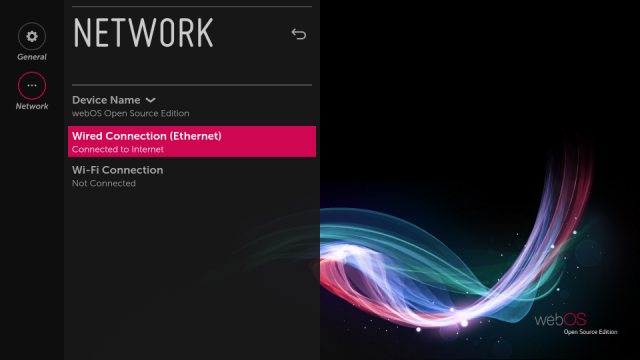 NETWORK
General
Network
Device Name
webOS Open Source Edition
Wired Connection (Ethernet)
Connected to Internet
Wi-Fi Connection
Not Connected
webOS
Open Source Edition